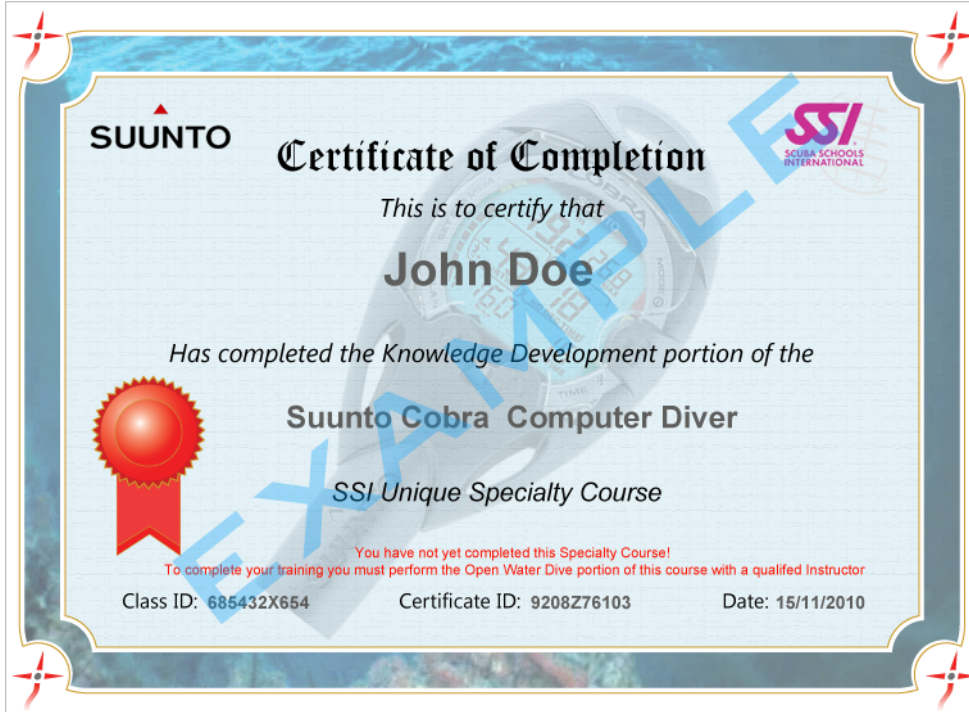 SUUNTO
SSI
SCUBA SCHOOLS
INTERNATIONAL
Certificate of Completion
This is to certify that
John Doe
Has completed the Knowledge Development portion of the
Suunto Cobra Computer Diver
SSI Unique Specialty Course
You have not yet completed this Specialty Course!
To complete your training you must perform the Open Water Dive portion of this course with a qualifed Instructor
Class ID: 685432X654 Certificate ID: 9208Z76103 Date: 15/11/2010
EXAMPLE
COBRA
MODE
TIME